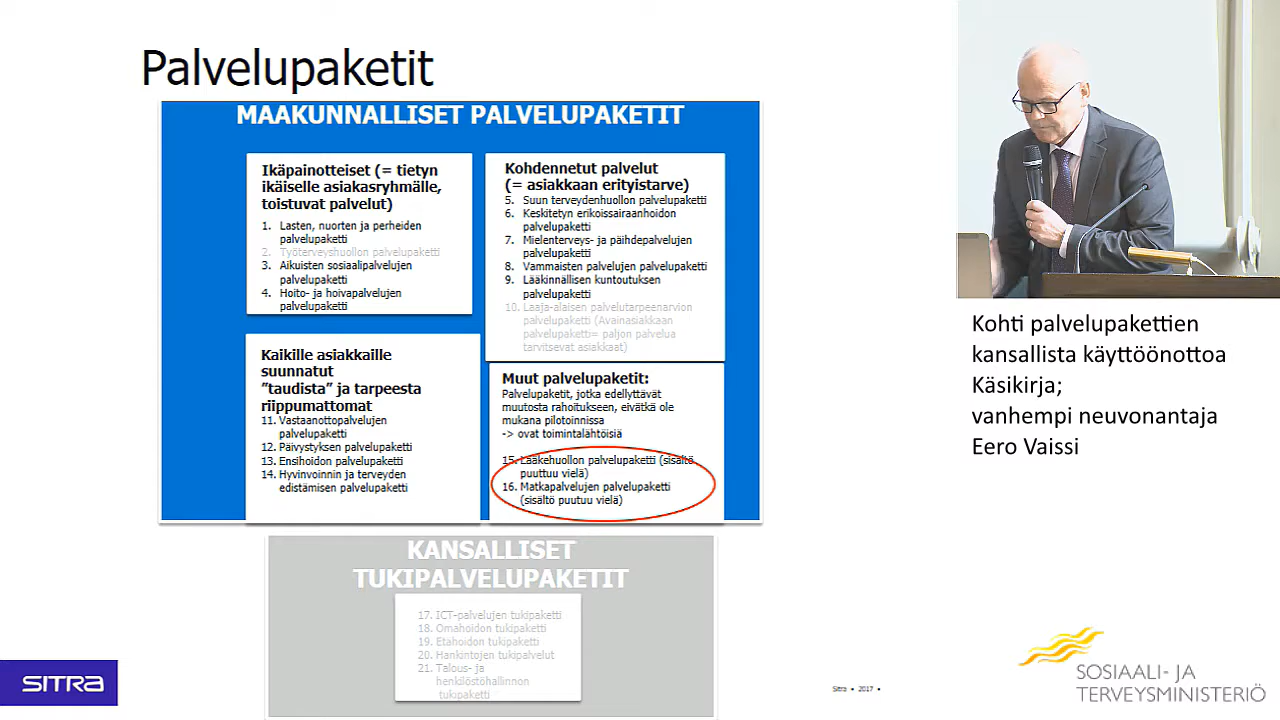 Palvelupaketit
MAAKUNNALLISET PALVELUPAKETIT
Ikäpainotteiset (= tietyn
ikäiselle asiakasryhmälle,
toistuvat palvelut)
1. Lasten, nuorten ja perheiden
palvelupaketti
2. Työterveyshuollon palvelupaketti
3. Aikuisten sosiaalipalvelujen
palvelupaketti
4. Hoito- ja hoivapalvelujen
palvelupaketti
Kohdennetut palvelut
(= asiakkaan erityistarve)
5. Suun terveydenhuollon palvelupaketti
6. Keskitetyn erikoissairaanhoidon
palvelupaketti
7. Mielenterveys- ja päihdepalvelujen
palvelupaketti
8. Vammaisten palvelujen palvelupaketti
9. Lääkinnällisen kuntoutuksen
palvelupaketti
10. Laaja-alaisen palvelutarpeenarvion
palvelupaketti (Avainasiakkaan
palvelupaketti= paljon palvelua
tarvitsevat asiakkaat)
Kaikille asiakkaille
suunnatut
”taudista” ja tarpeesta
riippumattomat
11. Vastaanottopalvelujen
palvelupaketti
12. Päivystyksen palvelupaketti
13. Ensihoidon palvelupaketti
14. Hyvinvoinnin ja terveyden
edistämisen palvelupaketti
Muut palvelupaketit:
Palvelupaketit, jotka edellyttävät
muutosta rahoitukseen, eivätkä ole
mukana pilotoinnissa
-> ovat toimintalähtöisiä
15. Lääkehuollon palvelupaketti (sisältö
puuttuu vielä)
16. Matkapalvelujen palvelupaketti
(sisältö puutuu vielä)
KANSALLISET
TUKIPALVELUPAKETIT
17. ICT-palvelujen tukipaketti
18. Omahoidon tukipaketti
19. Etähoidon tukipaketti
20. Hankintojen tukipalvelut
21. Talous- ja
henkilöstöhallinnon
tukipaketti
Kohti palvelupakettien
kansallista käyttöönottoa
Käsikirja;
vanhempi neuvonantaja
Eero Vaissi
SITRA
Sitra • 2017 •
SOSIAALI- JA
TERVEYSMINISTERIÖ